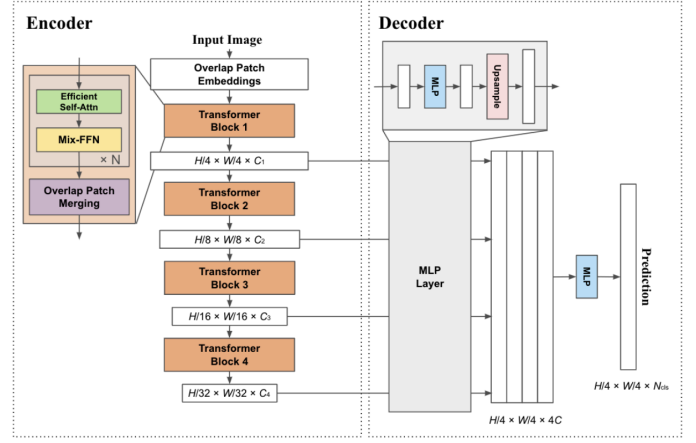 Encoder
Input Image
Overlap Patch
Embeddings
Efficient
Self-Attn
Mix-FFN
× N
Overlap Patch
Merging
Transformer
Block 1
H/4 × W/4 × C₁
Transformer
Block 2
H/8 × W/8 × C₂
Transformer
Block 3
H/16 × W/16 × C₃
Transformer
Block 4
H/32 × W/32 × C₄
Decoder
MLP
Upsample
MLP
Layer
MLP
Prediction
H/4 × W/4 × 4C
H/4 × W/4 × Ncls